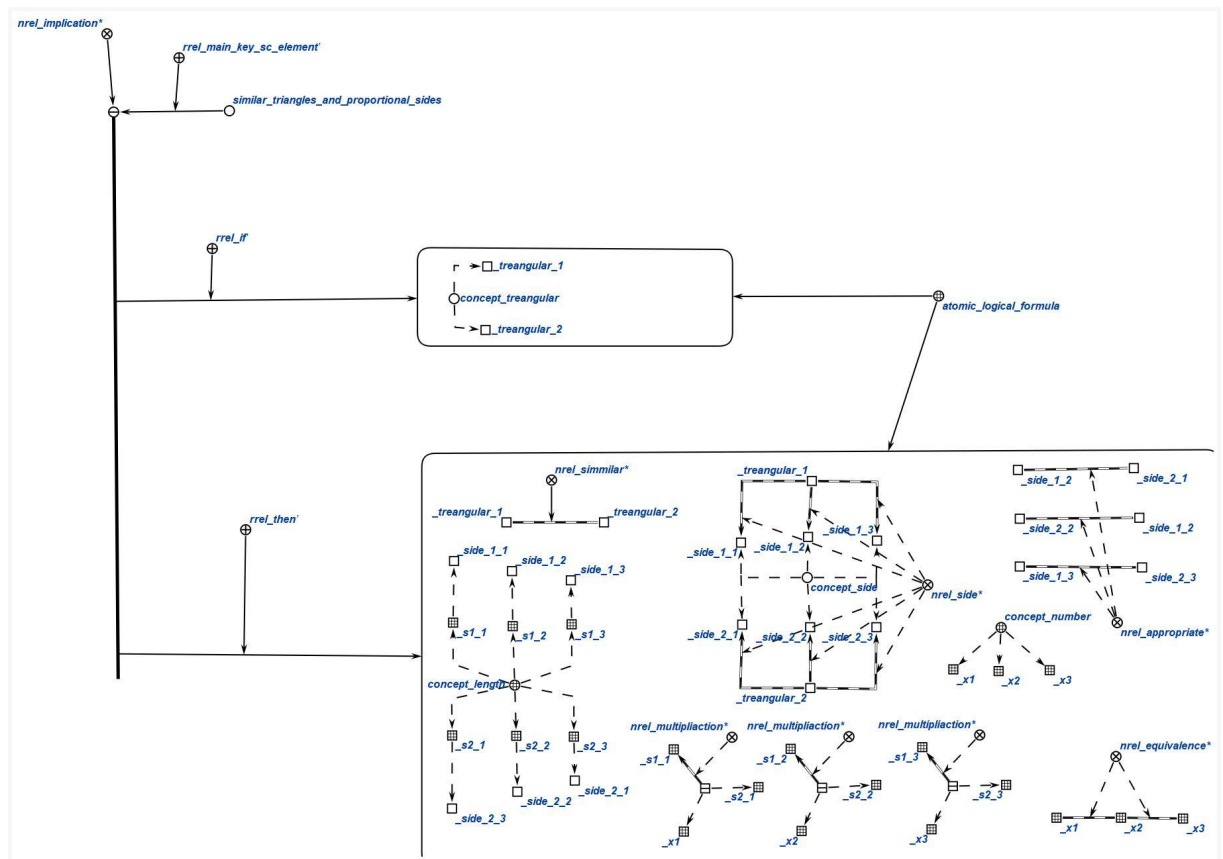 nrel_implication*
rrel_main_key_sc_element'
similar_triangles_and_proportional_sides
rrel_if'
_treangular_1
concept_treangular
_treangular_2
atomic_logical_formula
rrel_then'
nrel_simmilar*
_treangular_1
_treangular_2
_side_1_1
_side_1_2
_side_1_3
_s1_1
_s1_2
_s1_3
concept_length
_s2_1
_s2_2
_s2_3
_side_2_1
_side_2_2
_side_2_3
_treangular_1
_side_1_3
_side_1_1
_side_1_2
concept_side
nrel_side*
_side_2_1
_side_2_2
_side_2_3
_treangular_2
_side_1_2
_side_2_1
_side_2_2
_side_1_2
_side_1_3
_side_2_3
concept_number
nrel_appropriate*
_x1
_x2
_x3
nrel_multipliaction*
_s1_1
_s2_1
_x1
nrel_multipliaction*
_s1_2
_s2_2
_x2
nrel_multipliaction*
_s1_3
_s2_3
_x3
nrel_equivalence*
_x1
_x2
_x3